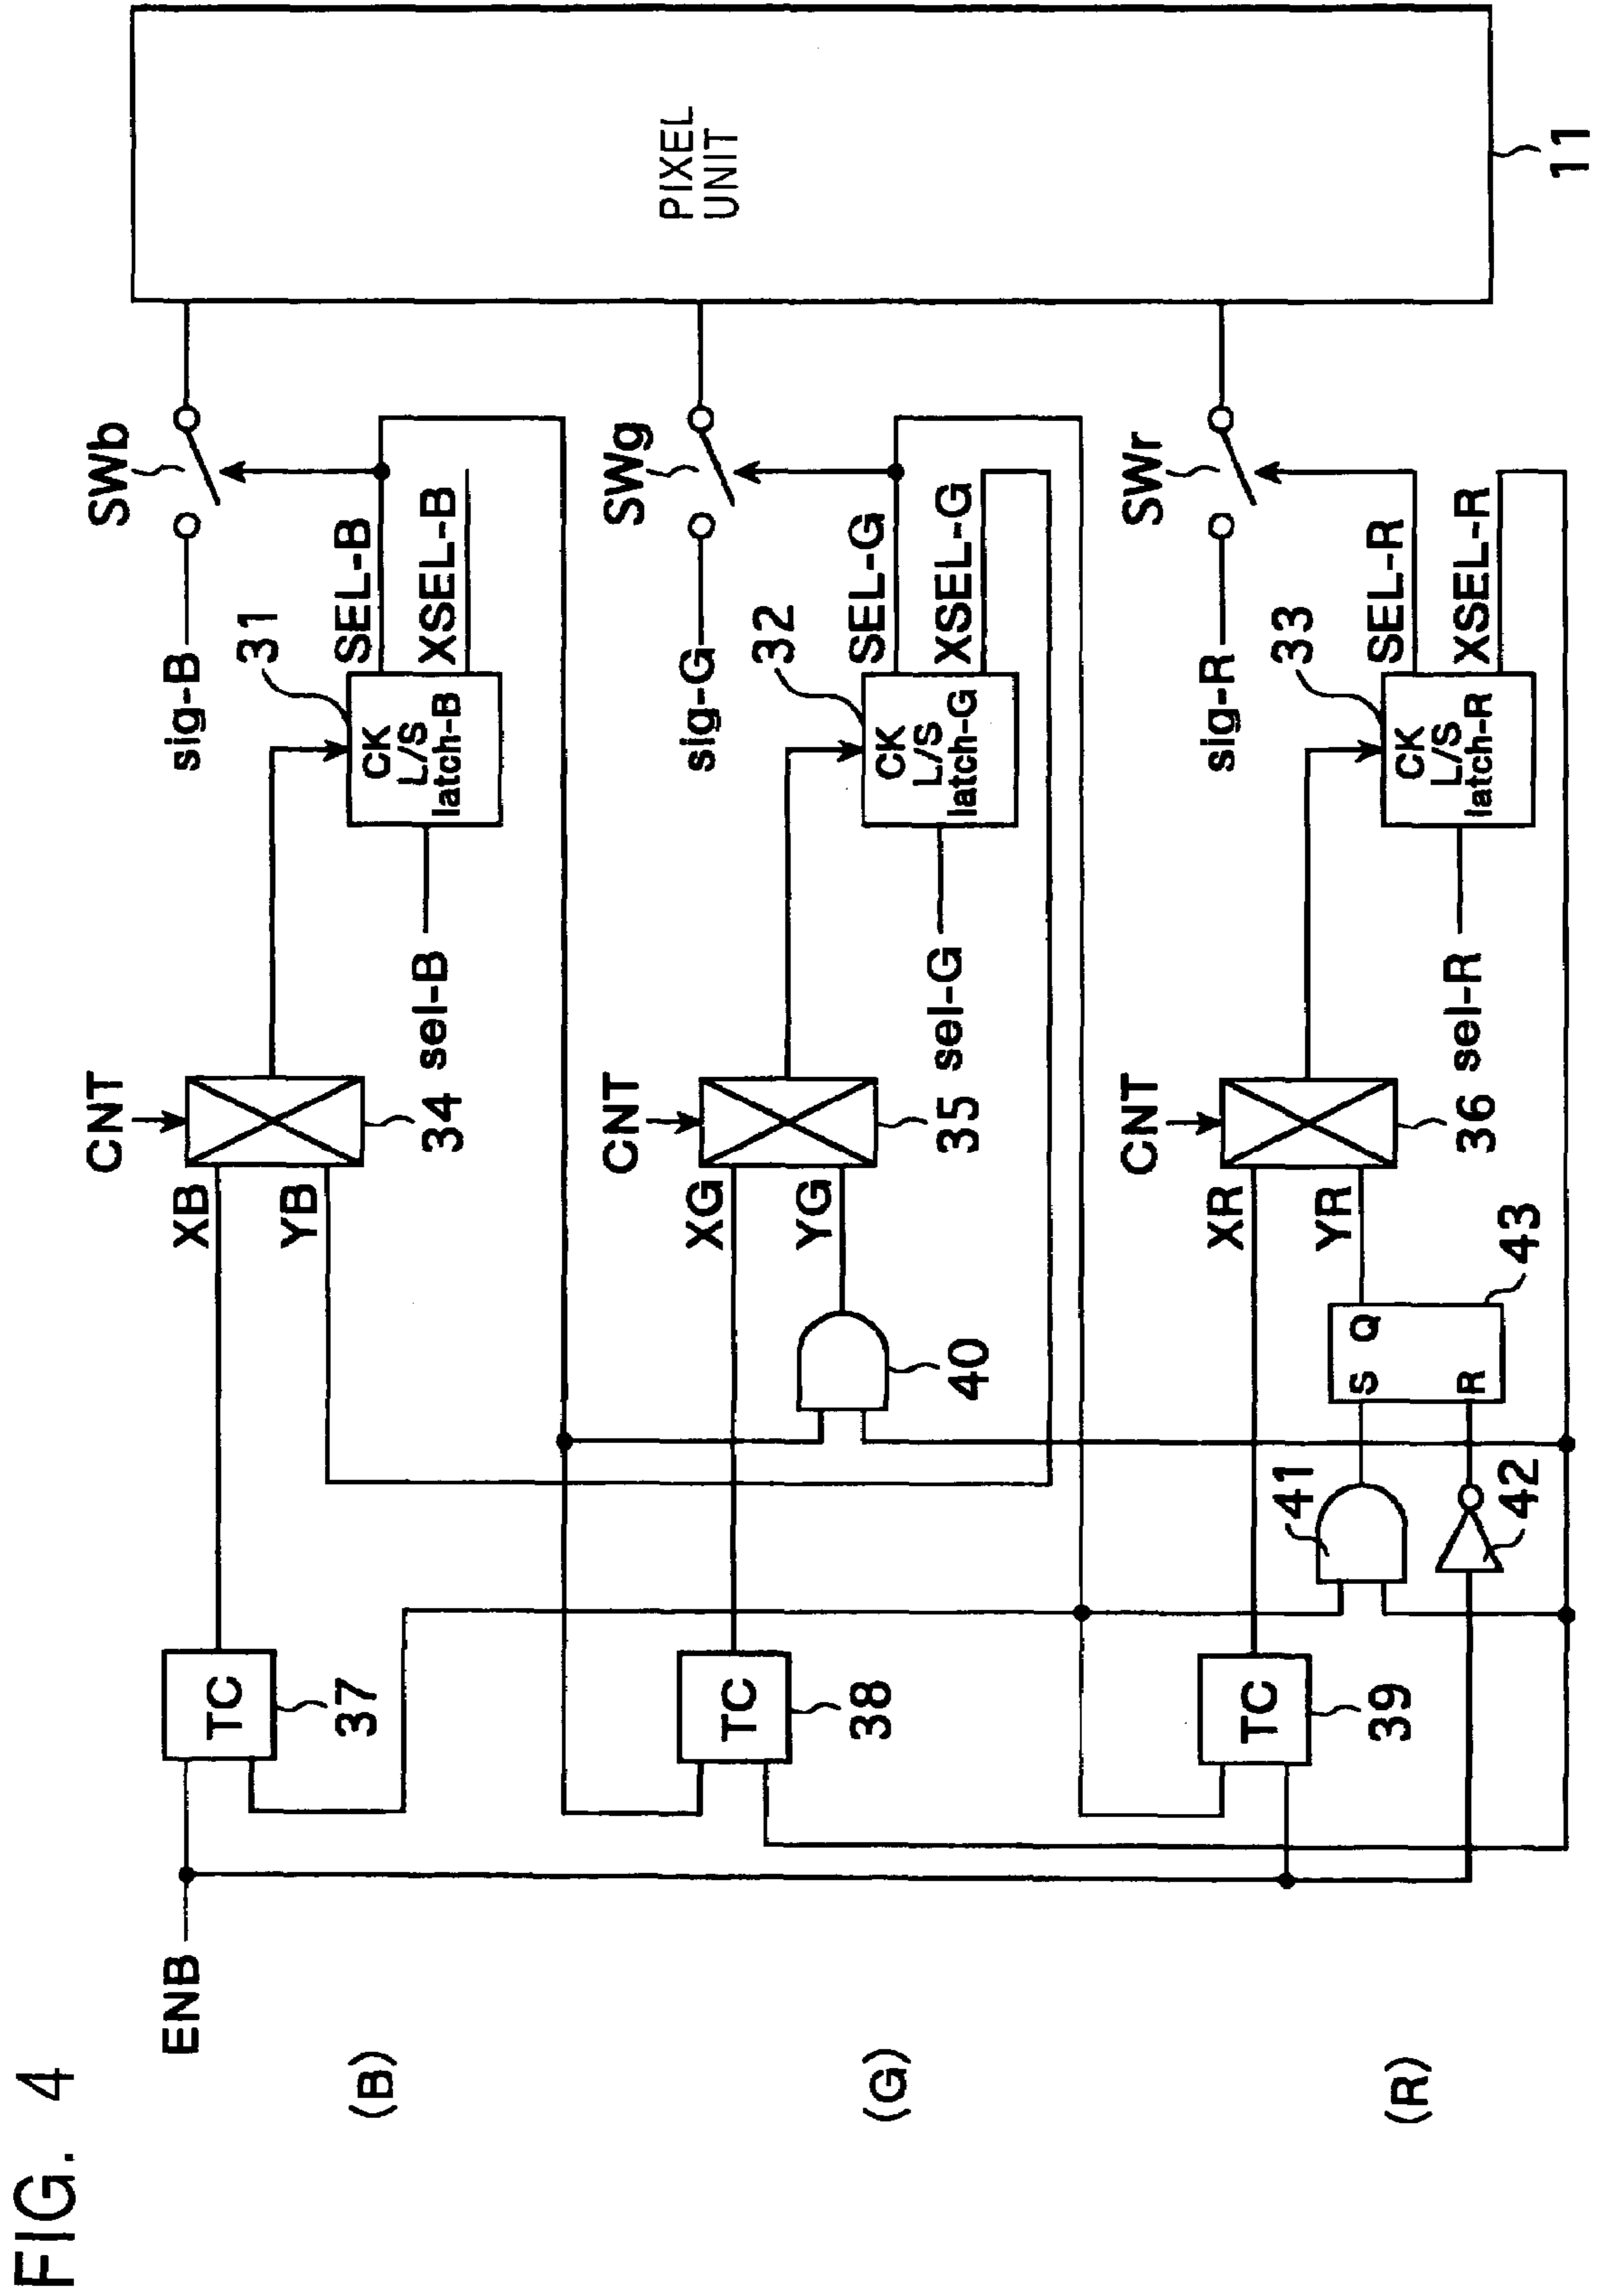 FIG. 4
ENB
(B)
TC
37
XB
YB
CNT
34
sel-B
31
CK
L/S
latch-B
SEL-B
XSEL-B
sig-B
SWb
(G)
TC
38
40
XG
YG
CNT
35
sel-G
32
CK
L/S
latch-G
SEL-G
XSEL-G
sig-G
SWg
(R)
TC
39
41
42
S
Q
R
43
XR
YR
CNT
36
sel-R
33
CK
L/S
latch-R
SEL-R
XSEL-R
sig-R
SWr
PIXEL
UNIT
11